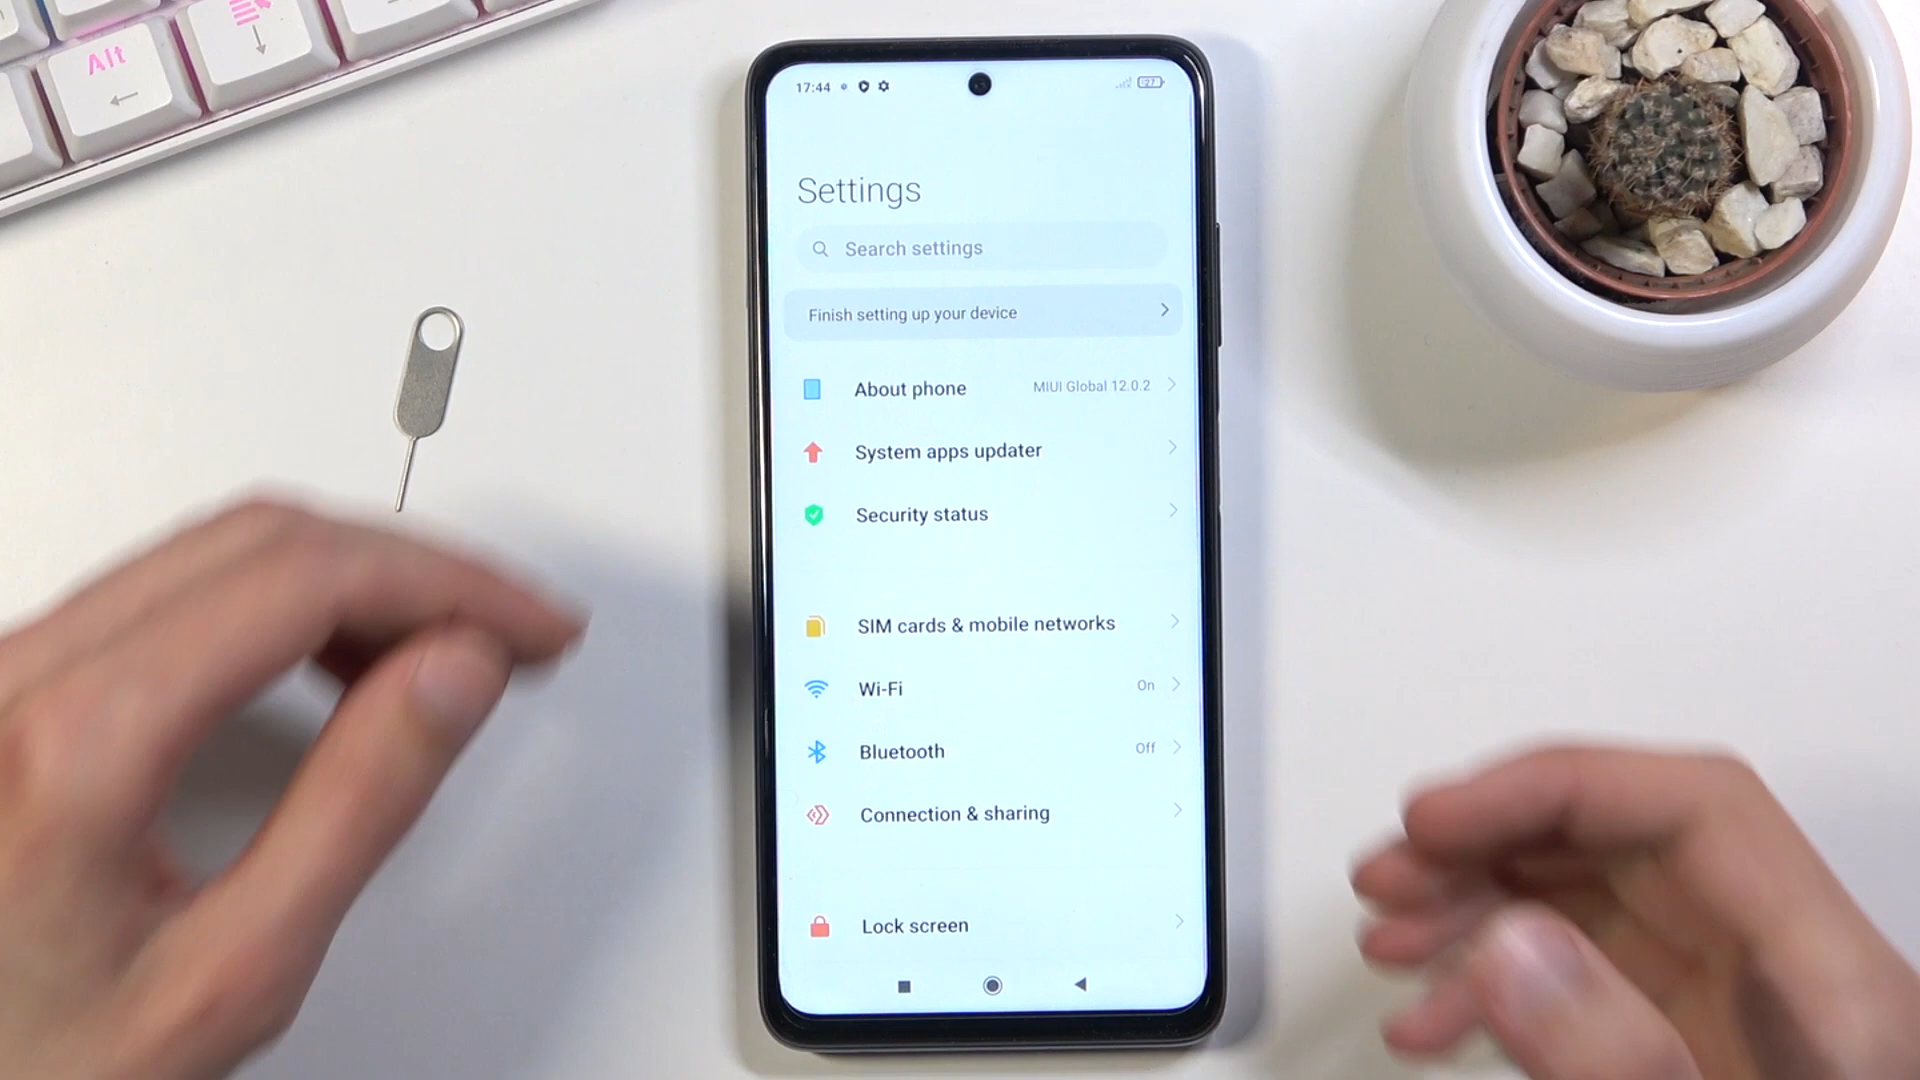 Alt
17:44
27
Settings
Search settings
Finish setting up your device
About phone MIUI Global 12.0.2
System apps updater
Security status
SIM cards & mobile networks
Wi-Fi On
Bluetooth Off
Connection & sharing
Lock screen